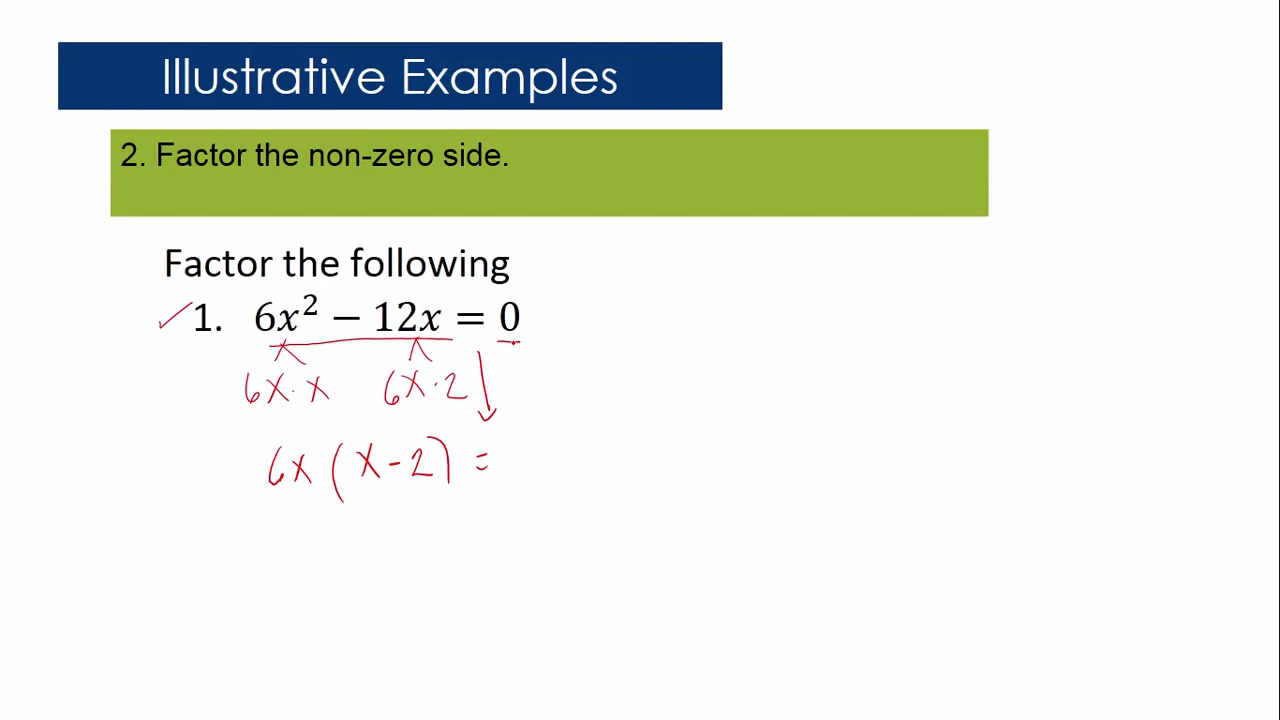 Illustrative Examples
2. Factor the non-zero side.
Factor the following
1. 6x² − 12x = 0
6x·x 6x·2
6x (x-2) =